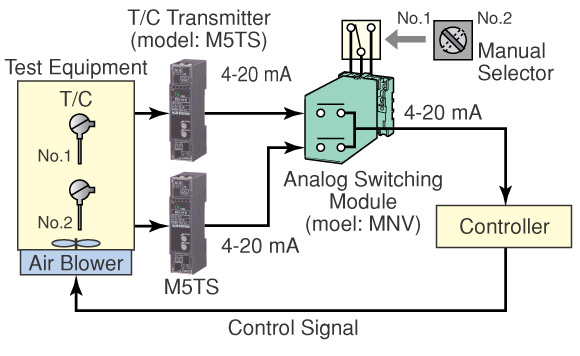 T/C Transmitter
(model: M5TS)
No.1
No.2
Manual
Selector
Test Equipment
4-20 mA
T/C
No.1
4-20 mA
Analog Switching
Module
(moel: MNV)
No.2
4-20 mA
Controller
Air Blower
M5TS
Control Signal